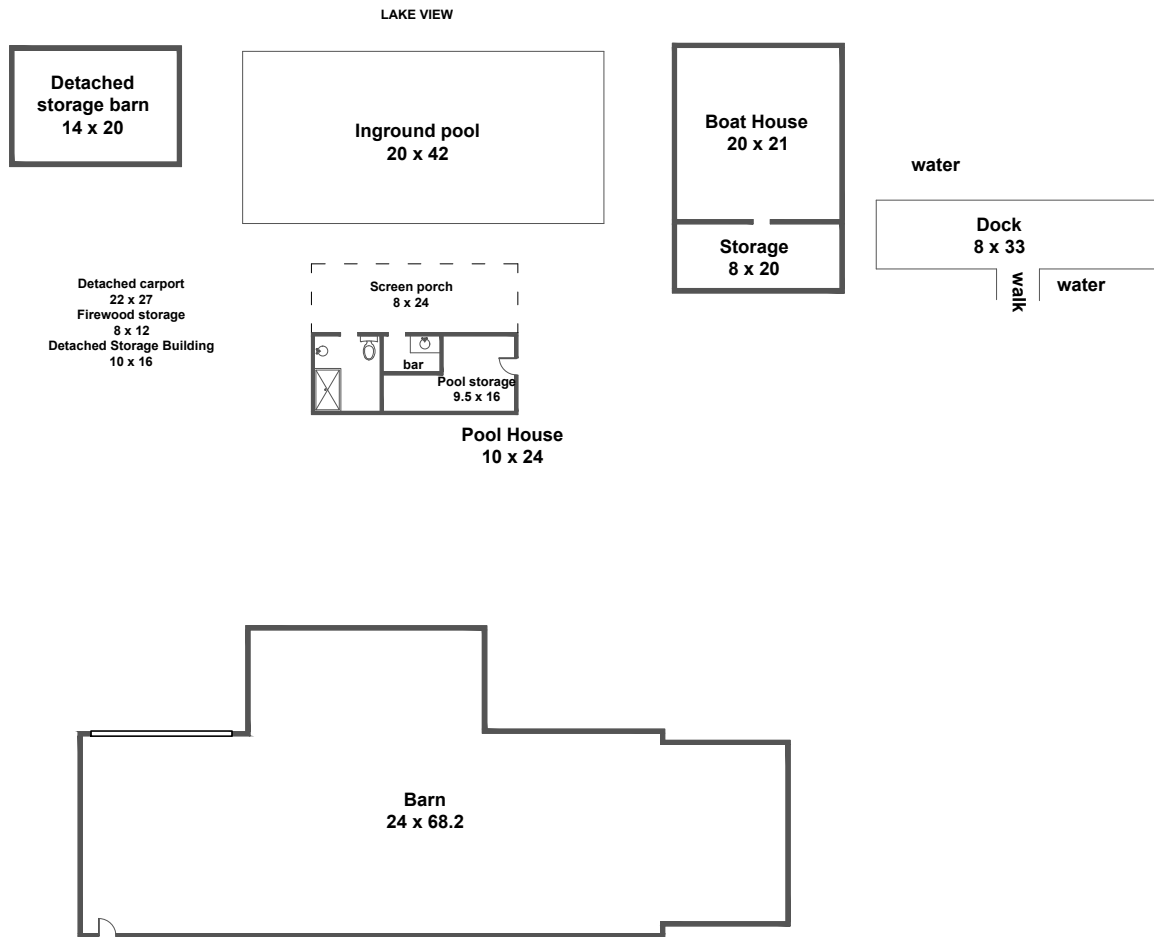 LAKE VIEW
Detached
storage barn
14 x 20
Inground pool
20 x 42
Boat House
20 x 21
Storage
8 x 20
water
Dock
8 x 33
walk
water
Detached carport
22 x 27
Firewood storage
8 x 12
Detached Storage Building
10 x 16
Screen porch
8 x 24
bar
Pool storage
9.5 x 16
Pool House
10 x 24
Barn
24 x 68.2